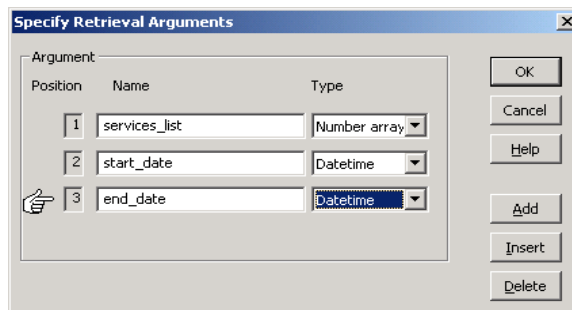 Specify Retrieval Arguments
Argument
Position Name Type
1 services_list Number array
2 start_date Datetime
3 end_date Datetime
OK
Cancel
Help
Add
Insert
Delete